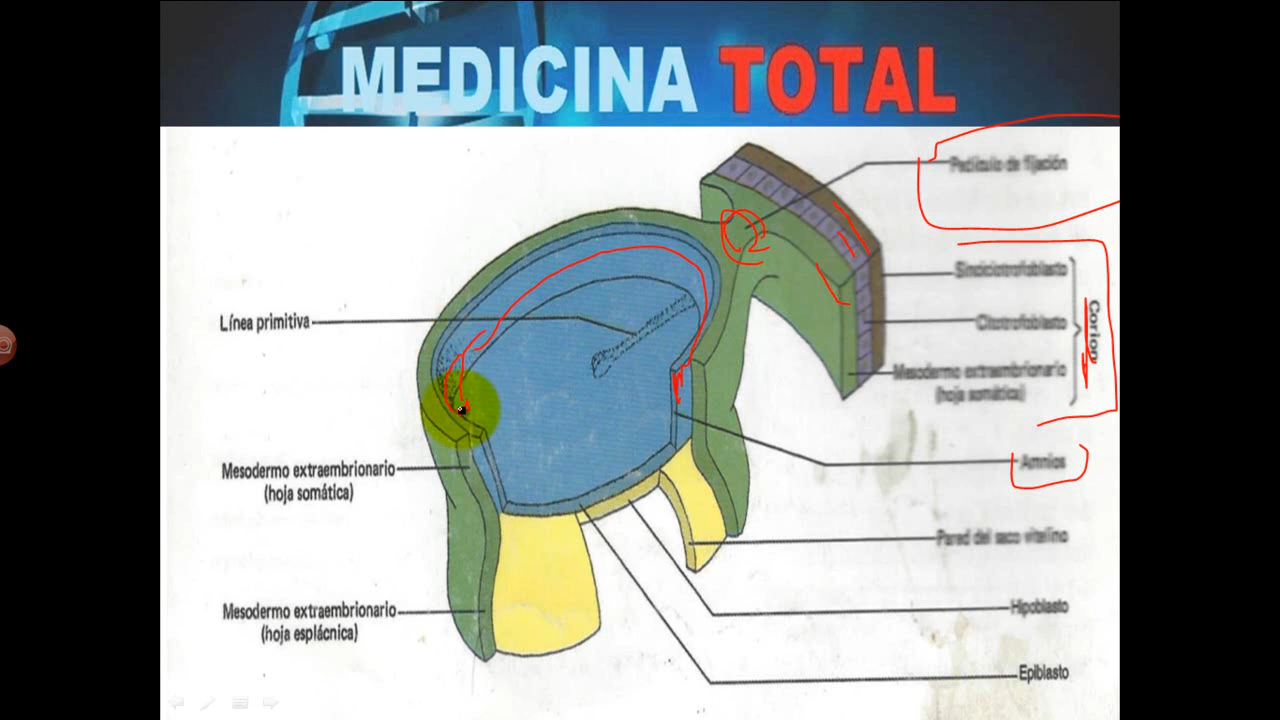 MEDICINA TOTAL
Pedículo de fijación
Sinciciotrofoblasto
Corion
Línea primitiva
Citotrofoblasto
Mesodermo extraembrionario
(hoja somática)
Amnios
Mesodermo extraembrionario
(hoja somática)
Pared del saco vitelino
Hipoblasto
Mesodermo extraembrionario
(hoja esplácnica)
Epiblasto